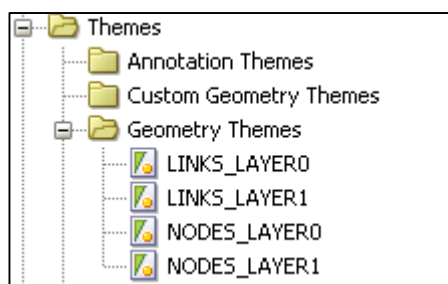 Themes
Annotation Themes
Custom Geometry Themes
Geometry Themes
LINKS_LAYER0
LINKS_LAYER1
NODES_LAYER0
NODES_LAYER1